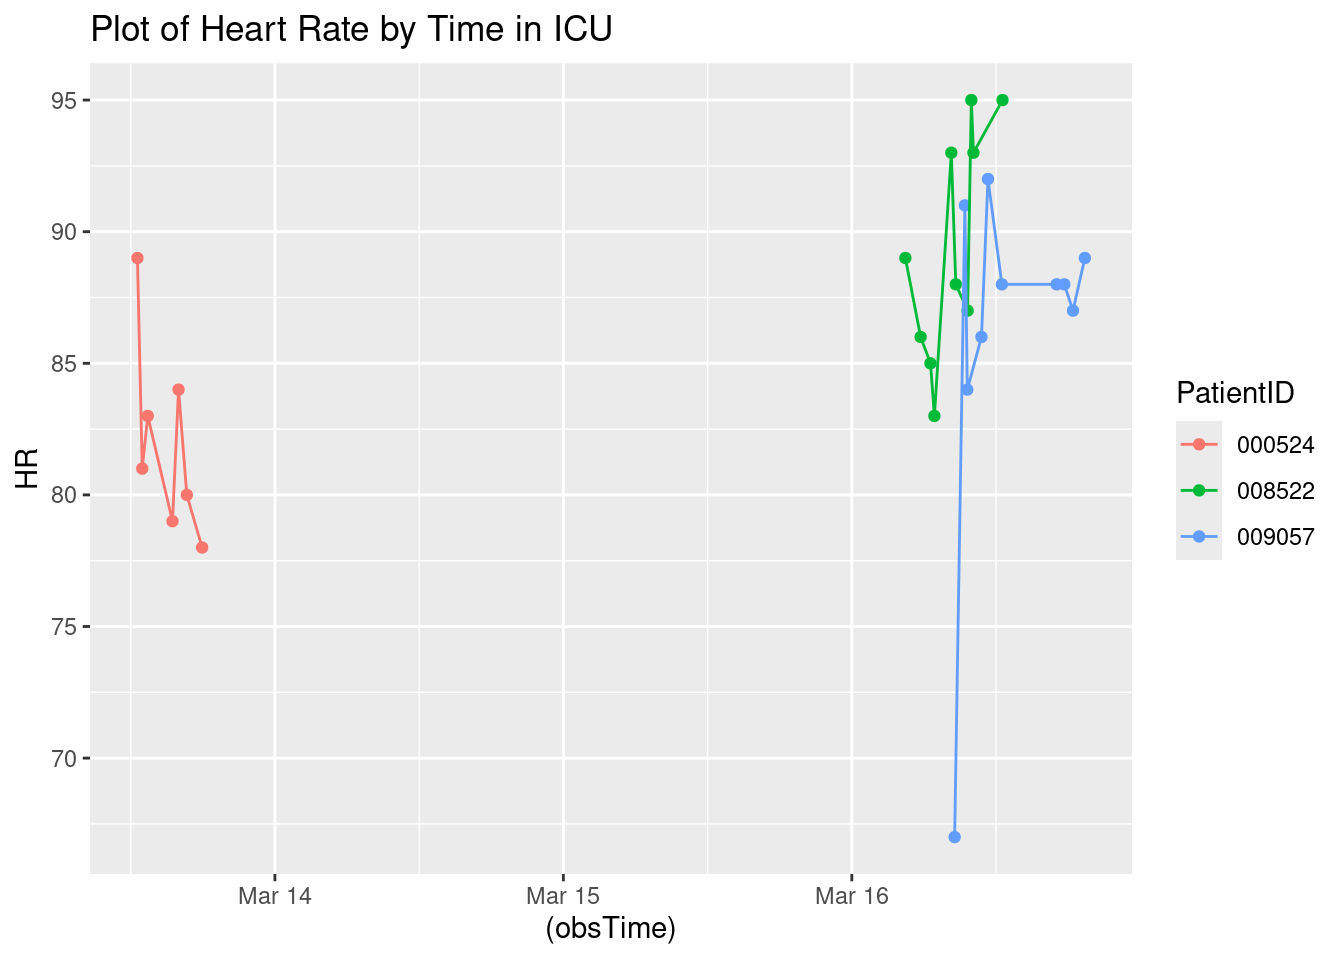 Plot of Heart Rate by Time in ICU
95
90
85
80
75
70
HR
Mar 14
Mar 15
Mar 16
(obsTime)
PatientID
000524
008522
009057